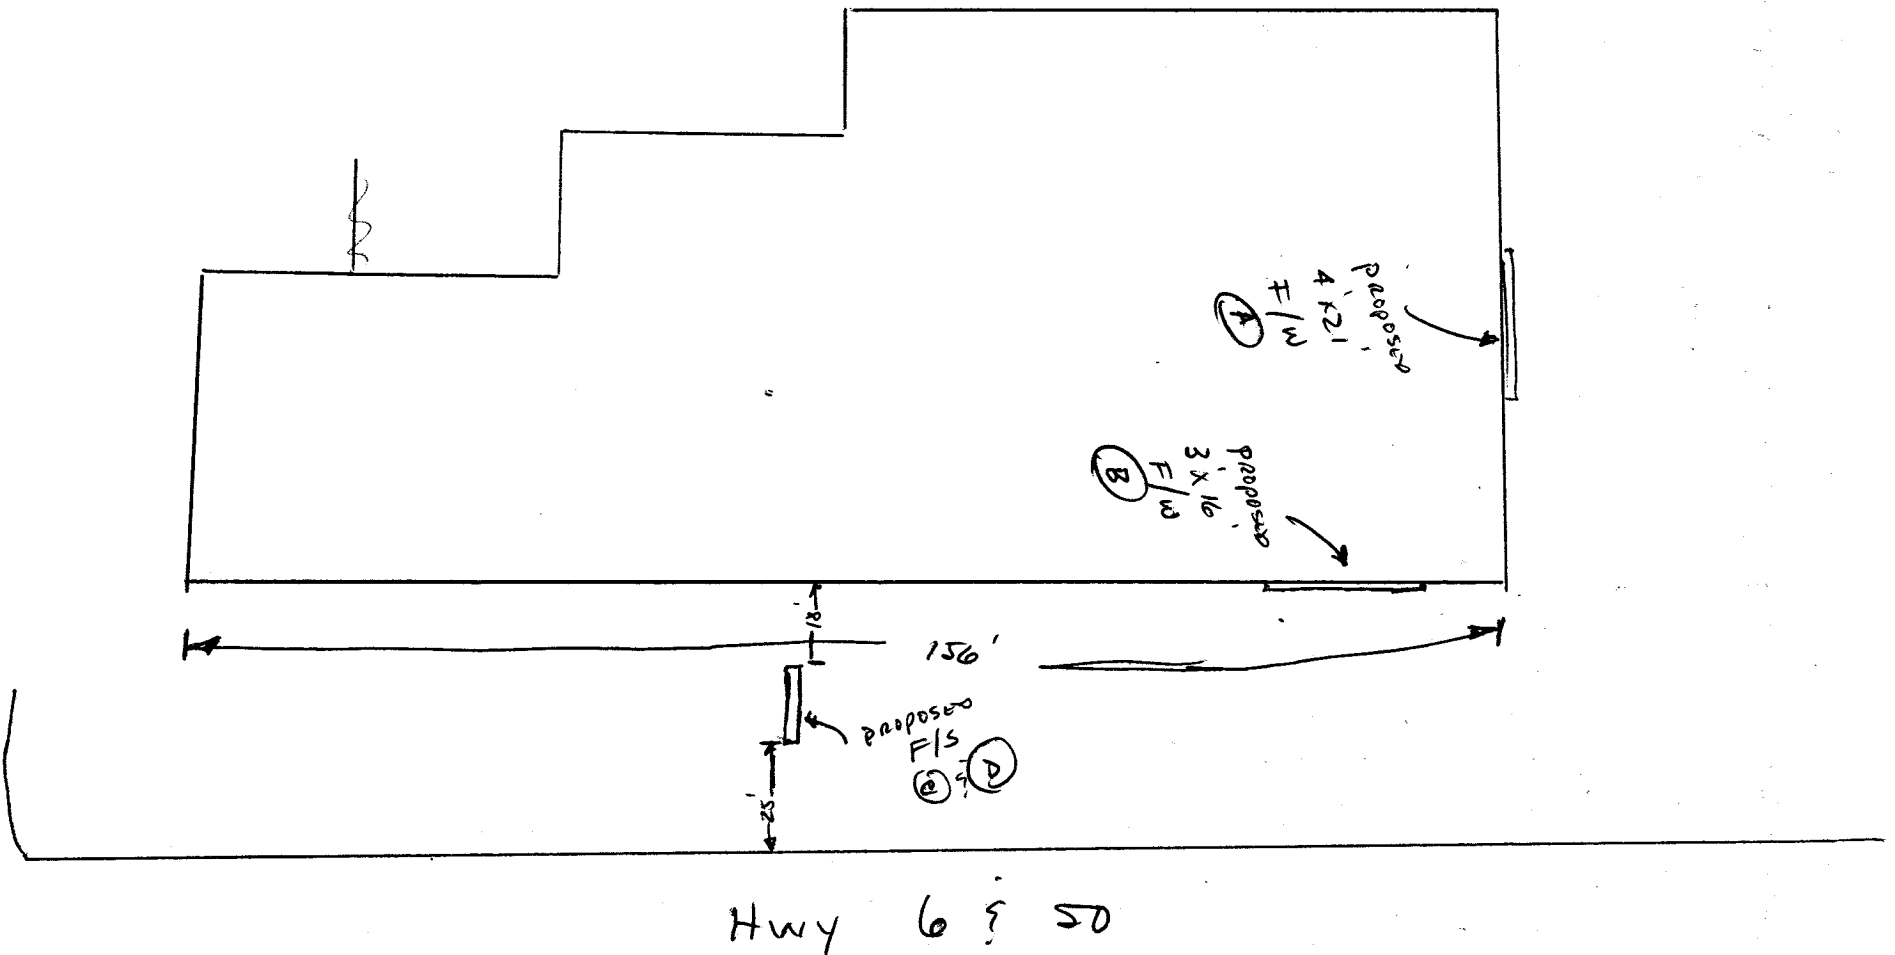 PROPOSED
4' x 21'
F/W
A
PROPOSED
3' x 16'
F/W
B
18'
156'
PROPOSED
F/S
C & D
25'
Hwy 6 & 50